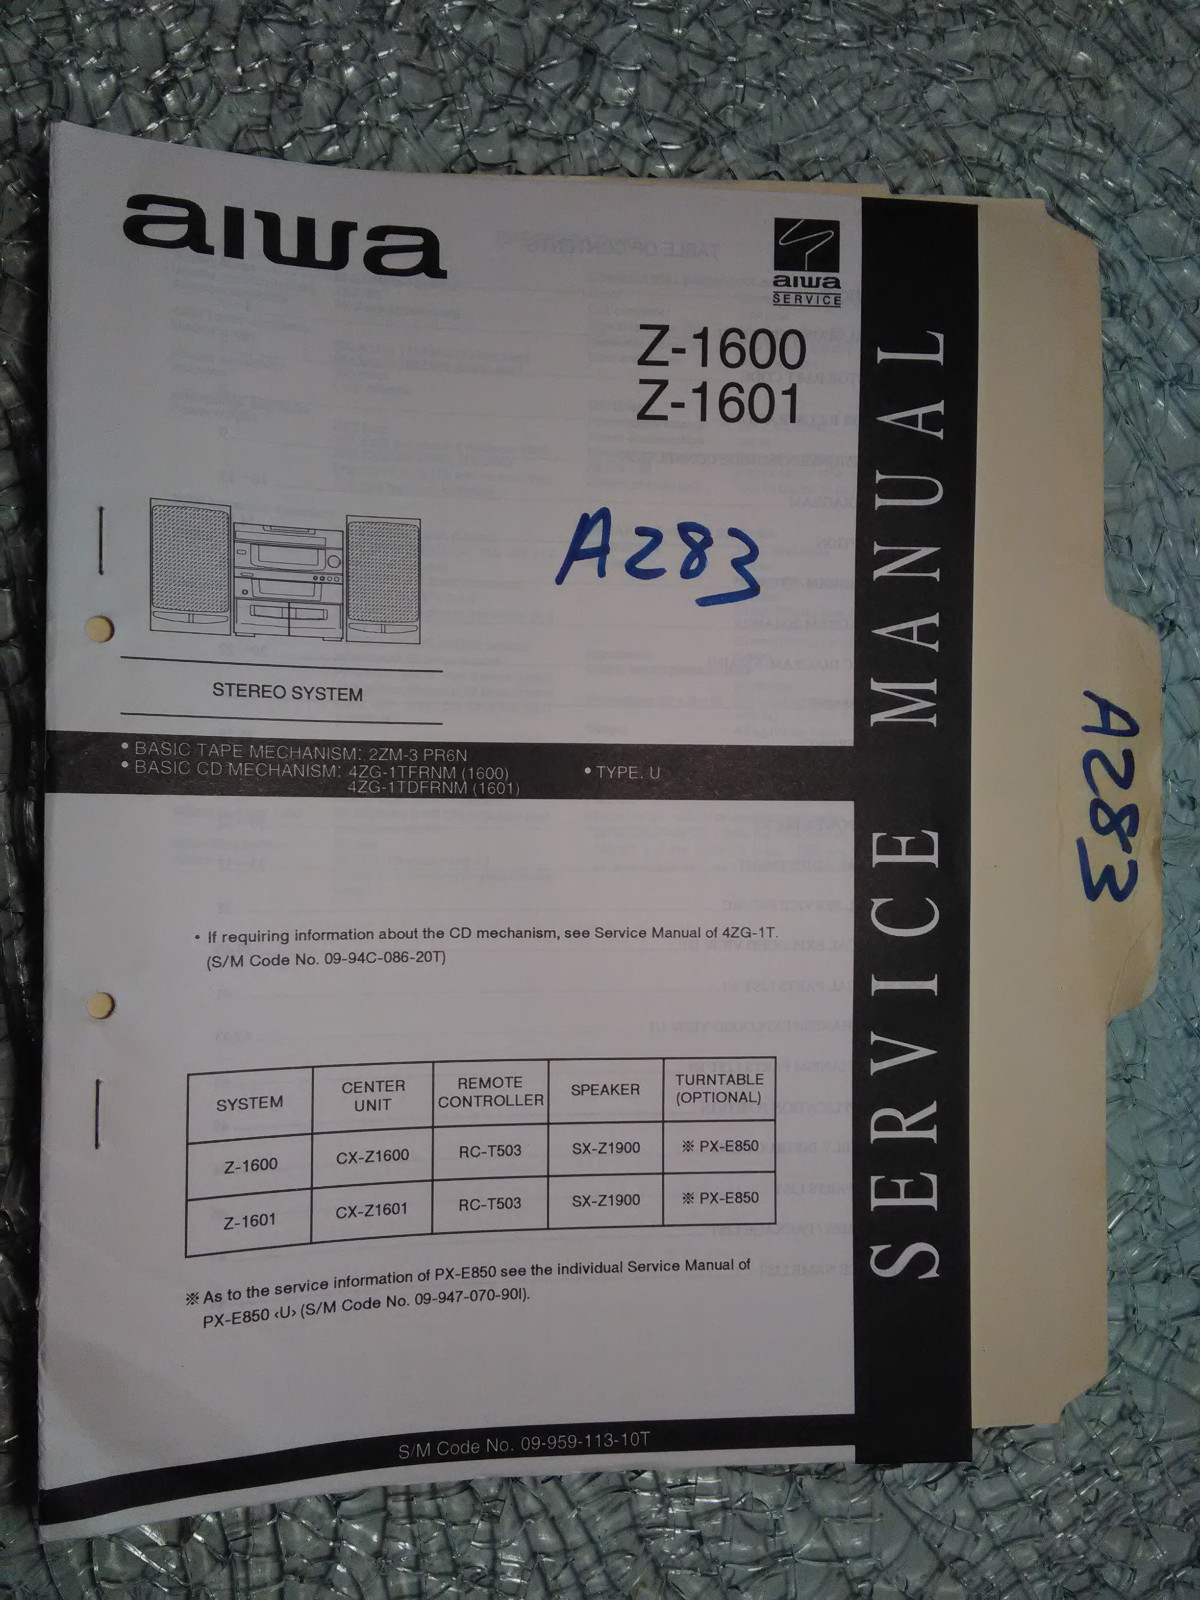 aiwa
aiwa
SERVICE
Z-1600
Z-1601
A283
STEREO SYSTEM
• BASIC TAPE MECHANISM: 2ZM-3 PR6N
• BASIC CD MECHANISM: 4ZG-1TFRNM (1600)
4ZG-1TDFRNM (1601)
• TYPE. U
• If requiring information about the CD mechanism, see Service Manual of 4ZG-1T.
(S/M Code No. 09-94C-086-20T)
SYSTEM CENTER UNIT REMOTE CONTROLLER SPEAKER TURNTABLE (OPTIONAL)
Z-1600 CX-Z1600 RC-T503 SX-Z1900 ※ PX-E850
Z-1601 CX-Z1601 RC-T503 SX-Z1900 ※ PX-E850
※ As to the service information of PX-E850 see the individual Service Manual of
PX-E850 ‹U› (S/M Code No. 09-947-070-90I).
S/M Code No. 09-959-113-10T
SERVICE MANUAL
A283